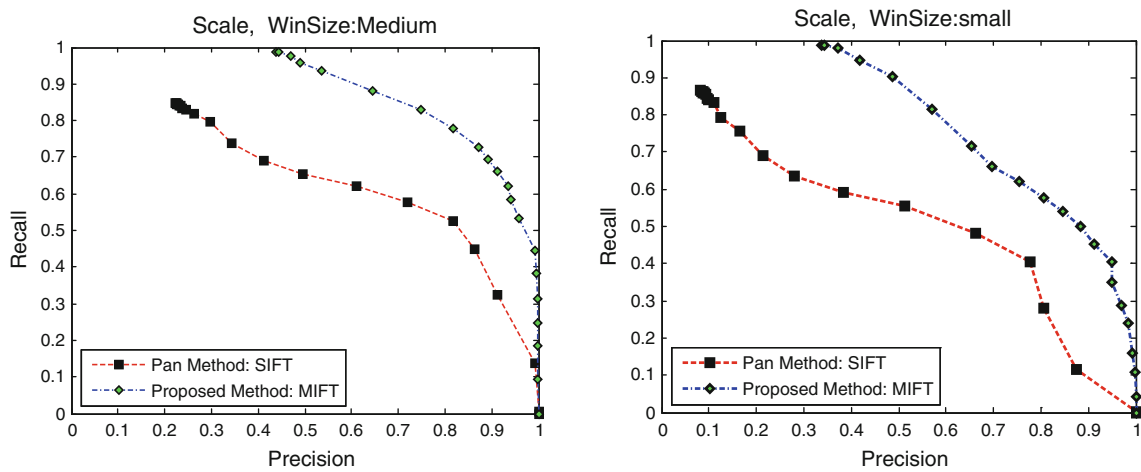 Scale, WinSize:Medium
1
0.9
0.8
0.7
0.6
0.5
0.4
0.3
0.2
0.1
0
Recall
Pan Method: SIFT
Proposed Method: MIFT
0 0.1 0.2 0.3 0.4 0.5 0.6 0.7 0.8 0.9 1
Precision
Scale, WinSize:small
1
0.9
0.8
0.7
0.6
0.5
0.4
0.3
0.2
0.1
0
Recall
Pan Method: SIFT
Proposed Method: MIFT
0 0.1 0.2 0.3 0.4 0.5 0.6 0.7 0.8 0.9 1
Precision